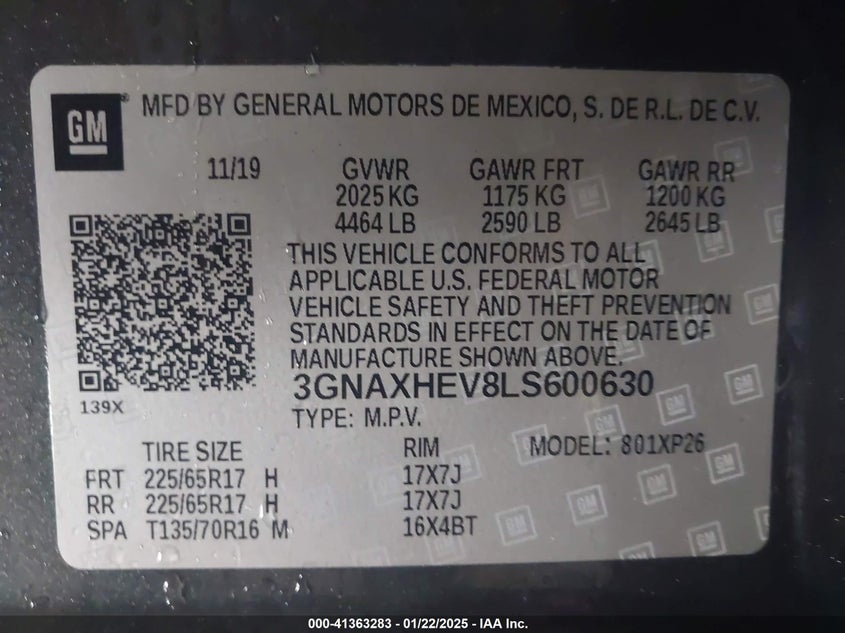 GM
MFD BY GENERAL MOTORS DE MEXICO, S. DE R.L. DE C.V.
11/19 GVWR GAWR FRT GAWR RR
2025 KG 1175 KG 1200 KG
4464 LB 2590 LB 2645 LB
THIS VEHICLE CONFORMS TO ALL
APPLICABLE U.S. FEDERAL MOTOR
VEHICLE SAFETY AND THEFT PREVENTION
STANDARDS IN EFFECT ON THE DATE OF
MANUFACTURE SHOWN ABOVE.
3GNAXHEV8LS600630
139X
TYPE: M.P.V.
TIRE SIZE RIM MODEL: 801XP26
FRT 225/65R17 H 17X7J
RR 225/65R17 H 17X7J
SPA T135/70R16 M 16X4BT
000-41363283 - 01/22/2025 - IAA Inc.